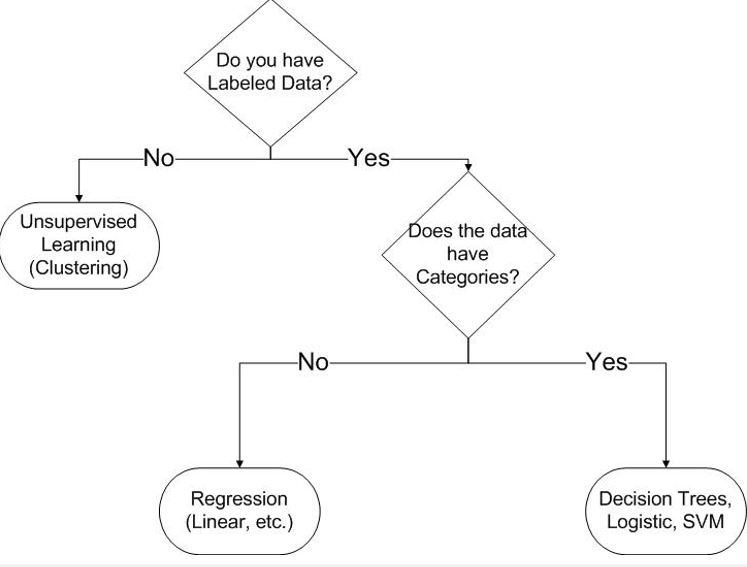 Do you have
Labeled Data?
No
Yes
Unsupervised
Learning
(Clustering)
Does the data
have
Categories?
No
Yes
Regression
(Linear, etc.)
Decision Trees,
Logistic, SVM